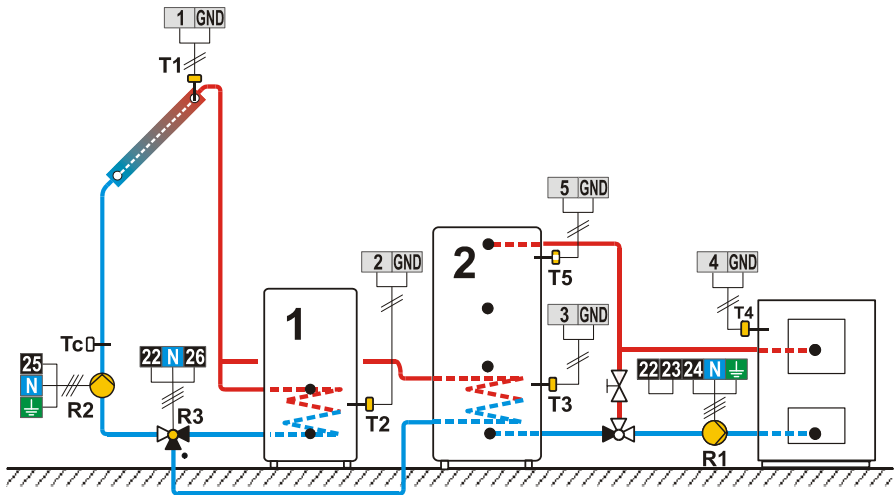 1 GND
T1
5 GND
2 GND
2
T5
4 GND
1
3 GND
T4
Tc
25
N
22 N 26
22 23 24 N
R2
R3
T2
T3
R1